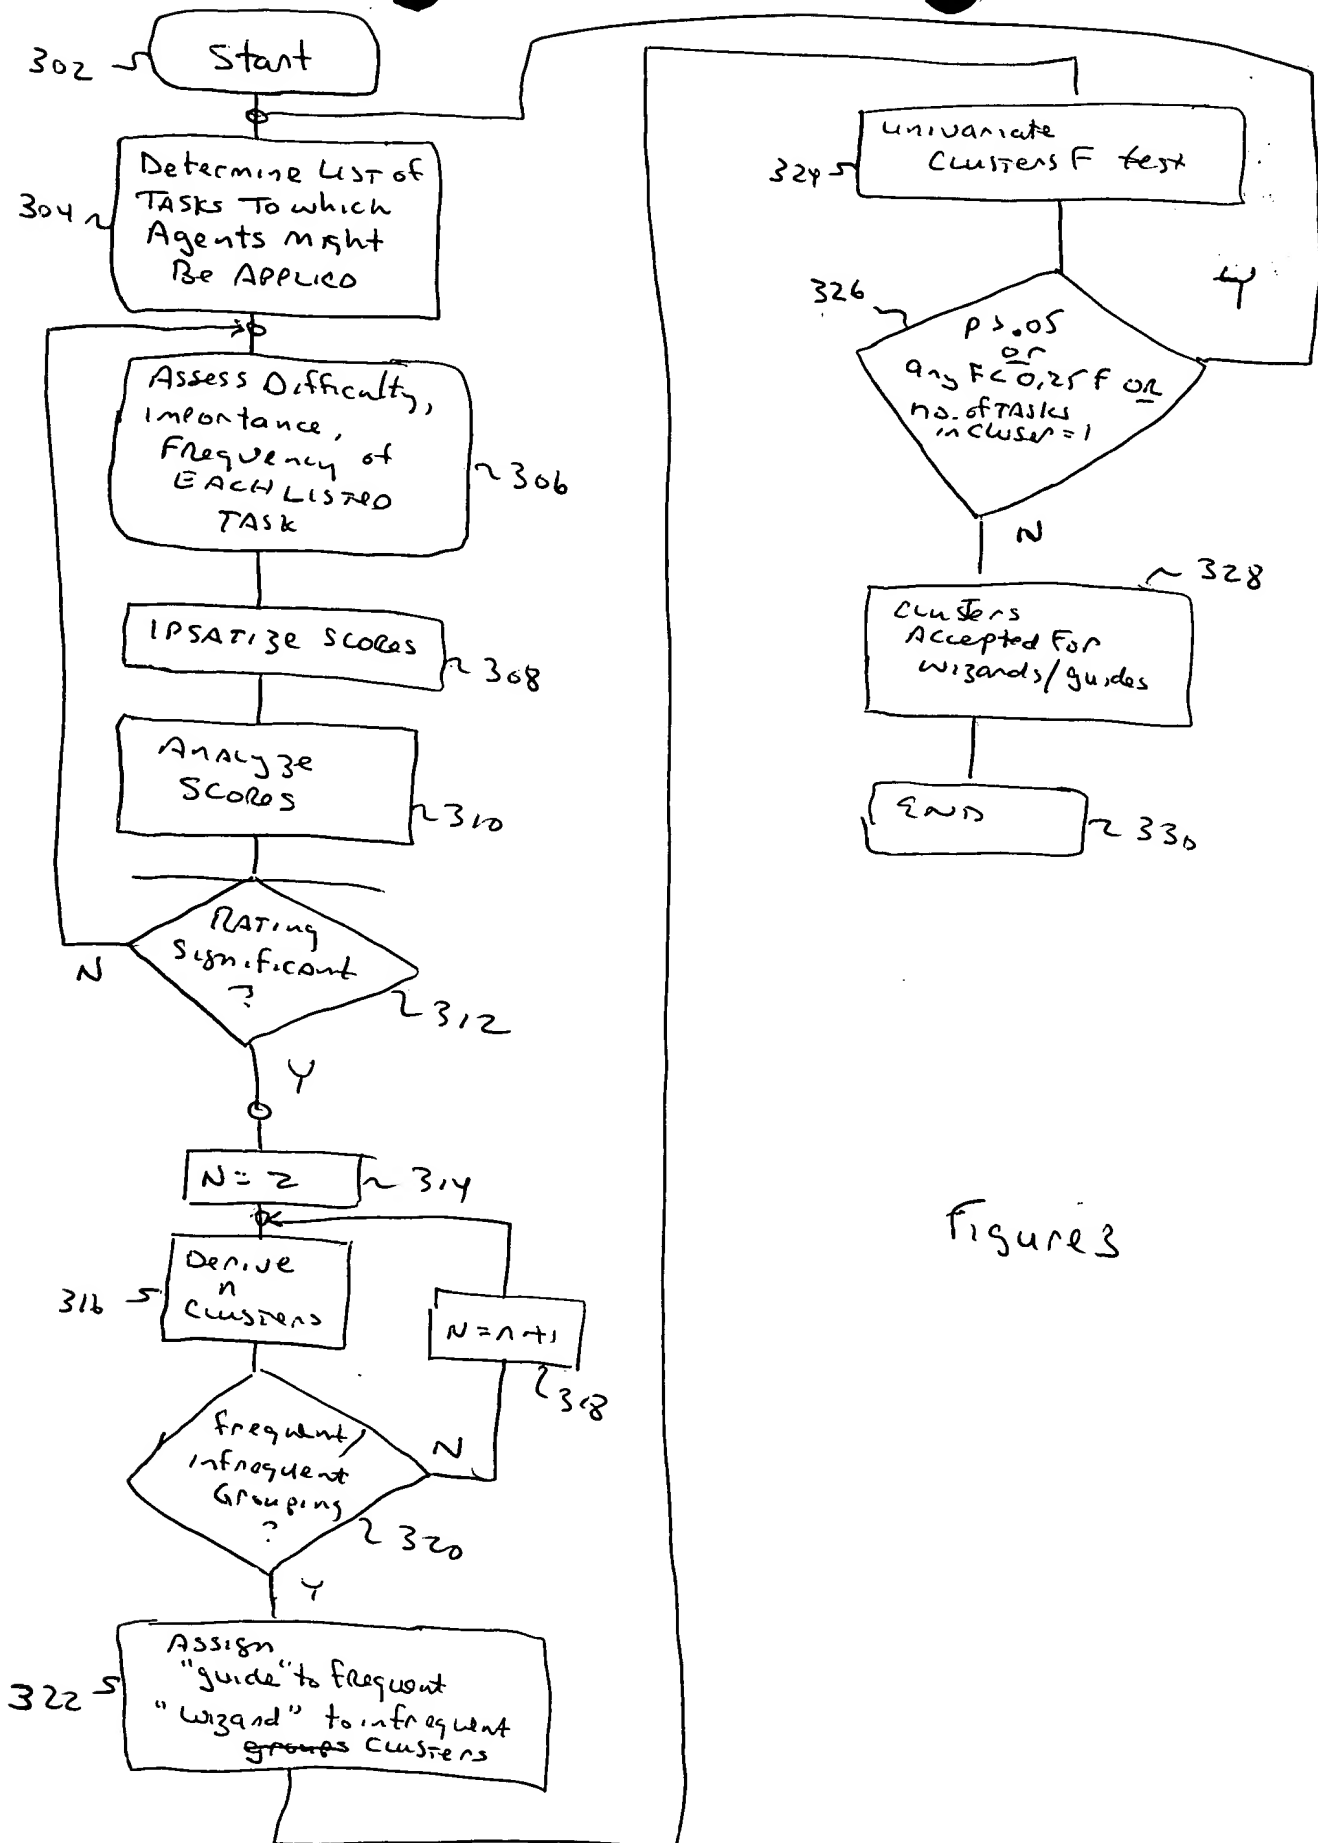 302
Start
304
Determine List of
TASKS To which
Agents might
Be Applied
Assess Difficulty,
importance,
Frequency of
EACH LISTED
TASK
306
IPSATIZE SCORES
308
Analyze
SCORES
310
RATing
Significant
?
312
N
Y
N = 2
314
316
Derive
n
Clusters
N = n+1
318
frequent/
infrequent
Grouping
?
320
N
Y
322
Assign
"guide" to frequent
"wizard" to infrequent
groups Clusters
univariate
Clusters F test
324
326
p > .05
or
any F < 0.25 F OR
no. of TASKS
in Cluser = 1
Y
N
328
Clusters
Accepted For
wizards/guides
END
330
Figure 3